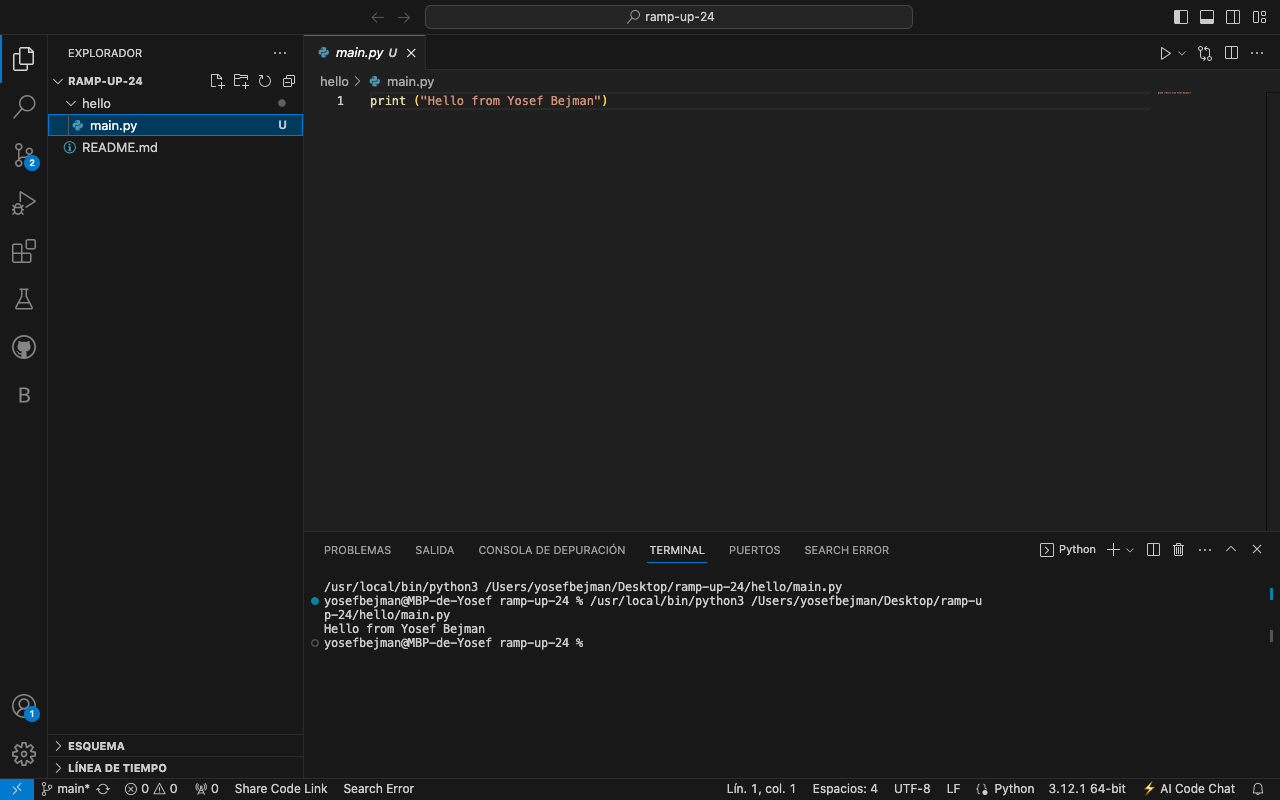 ramp-up-24
EXPLORADOR
RAMP-UP-24
hello
main.py U
README.md
2
B
1
ESQUEMA
LÍNEA DE TIEMPO
main.py U
hello > main.py
1 print ("Hello from Yosef Bejman")
PROBLEMAS SALIDA CONSOLA DE DEPURACIÓN TERMINAL PUERTOS SEARCH ERROR
Python
/usr/local/bin/python3 /Users/yosefbejman/Desktop/ramp-up-24/hello/main.py
yosefbejman@MBP-de-Yosef ramp-up-24 % /usr/local/bin/python3 /Users/yosefbejman/Desktop/ramp-u
p-24/hello/main.py
Hello from Yosef Bejman
yosefbejman@MBP-de-Yosef ramp-up-24 %
main* 0 0 0 Share Code Link Search Error Lín. 1, col. 1 Espacios: 4 UTF-8 LF Python 3.12.1 64-bit ⚡ AI Code Chat